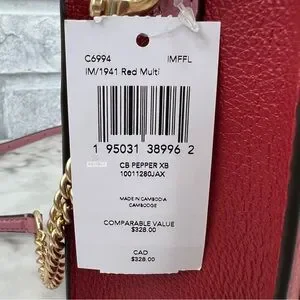 C6994 IMFFL
IM/1941 Red Multi
1 95031 38996 2
CB PEPPER XB
10011280JAX
MADE IN CAMBODIA
CAMBODGE
COMPARABLE VALUE
$328.00
CAD
$328.00